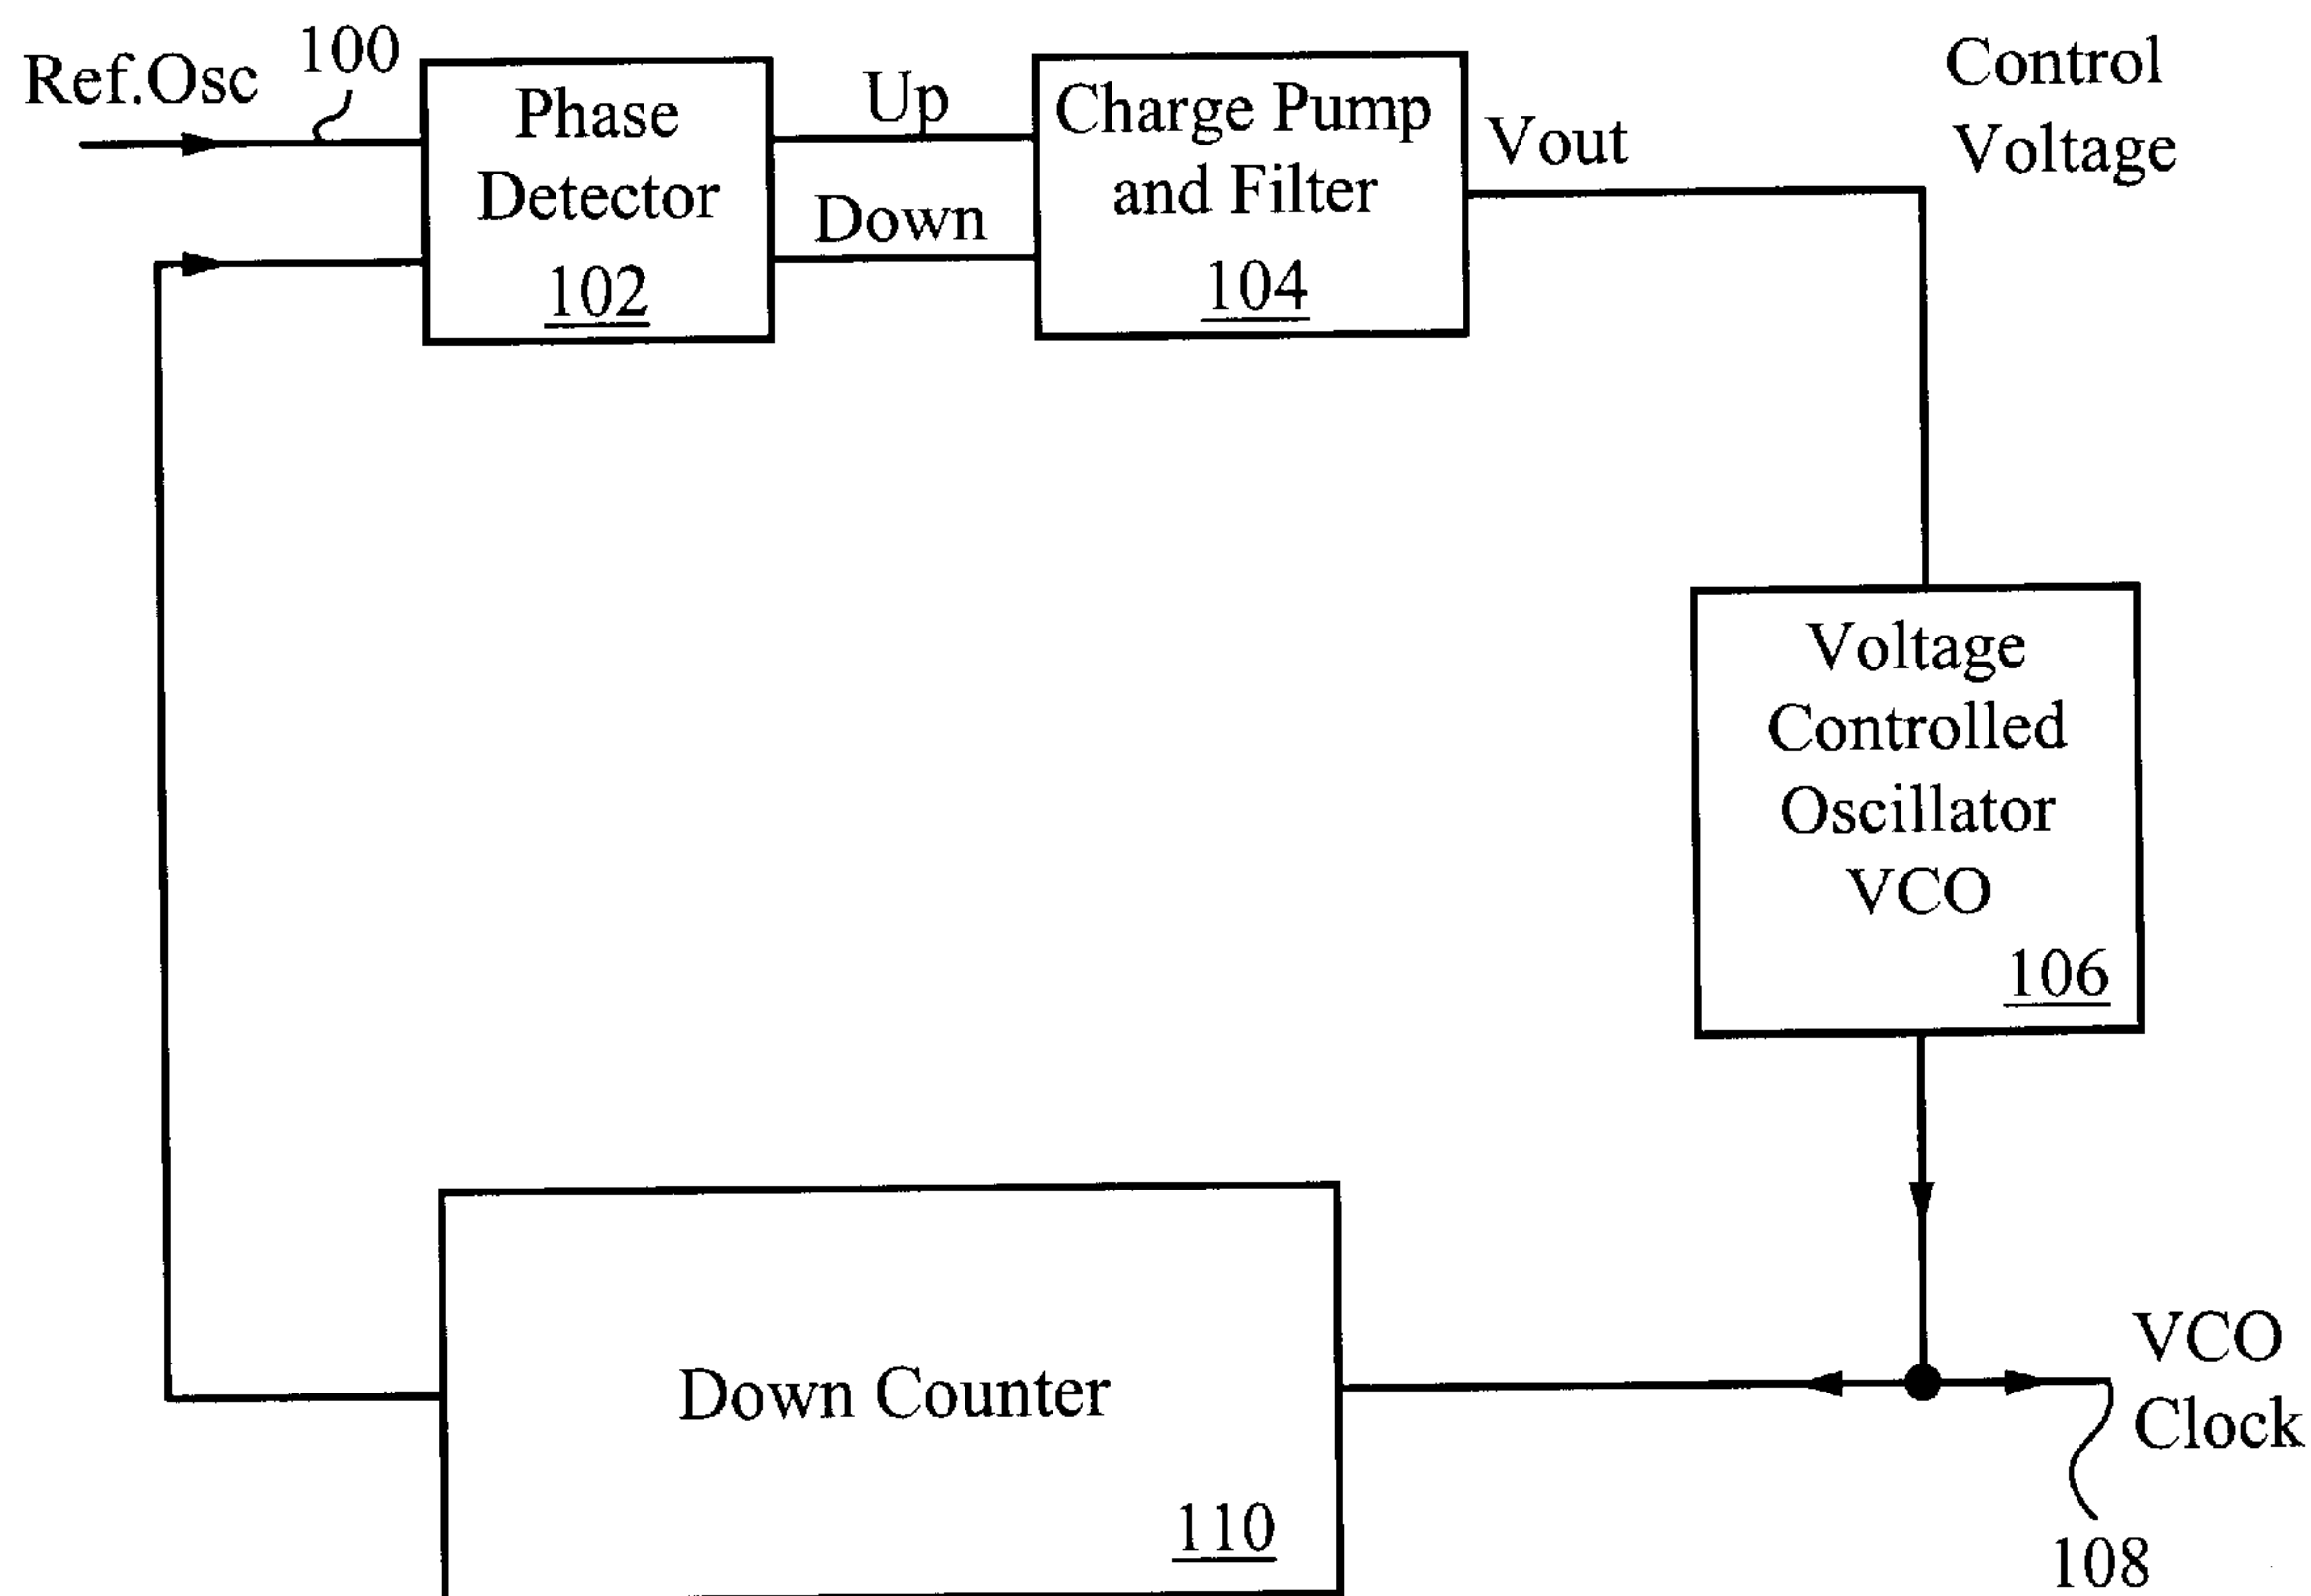 Ref.Osc
100
Phase
Detector
102
Up
Down
Charge Pump
and Filter
104
Vout
Control
Voltage
Voltage
Controlled
Oscillator
VCO
106
Down Counter
110
VCO
Clock
108